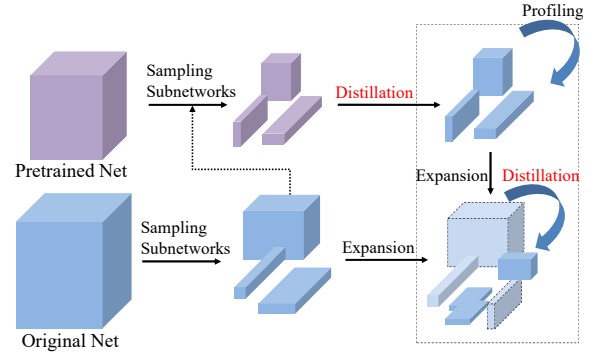 Profiling
Sampling
Subnetworks
Distillation
Pretrained Net
Expansion
Distillation
Sampling
Subnetworks
Expansion
Original Net